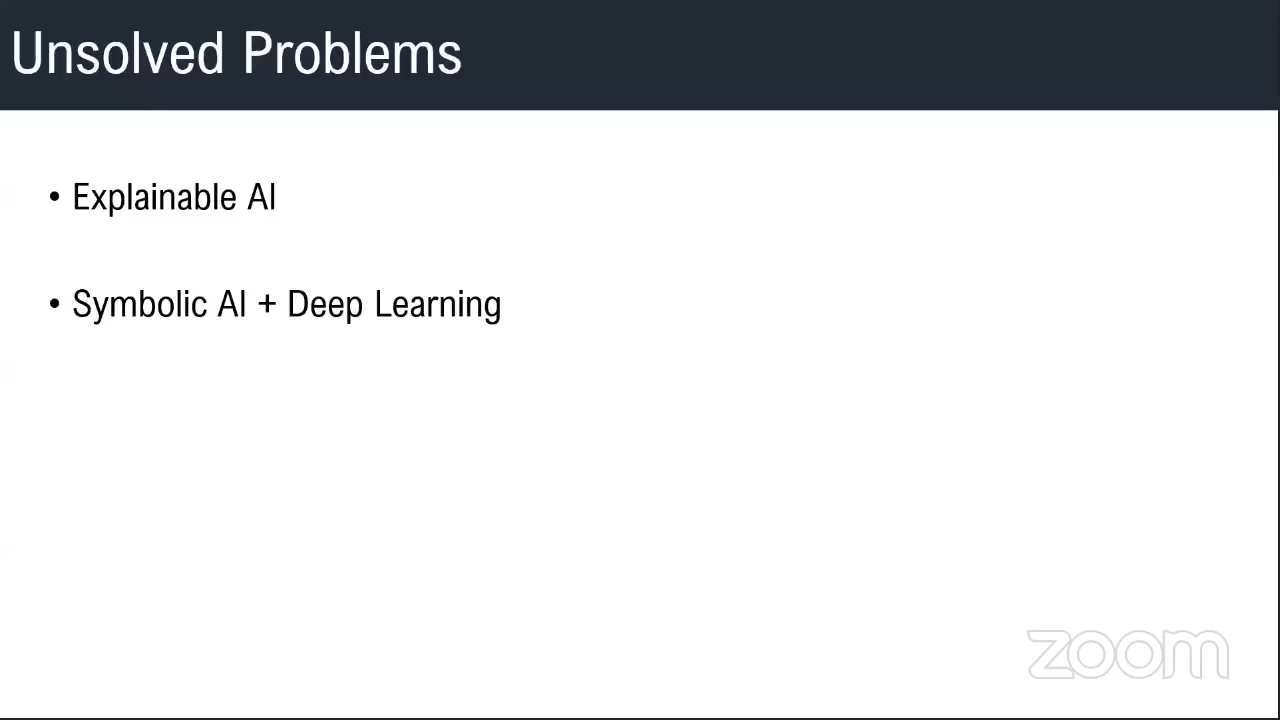 Unsolved Problems
• Explainable AI
• Symbolic AI + Deep Learning
zoom